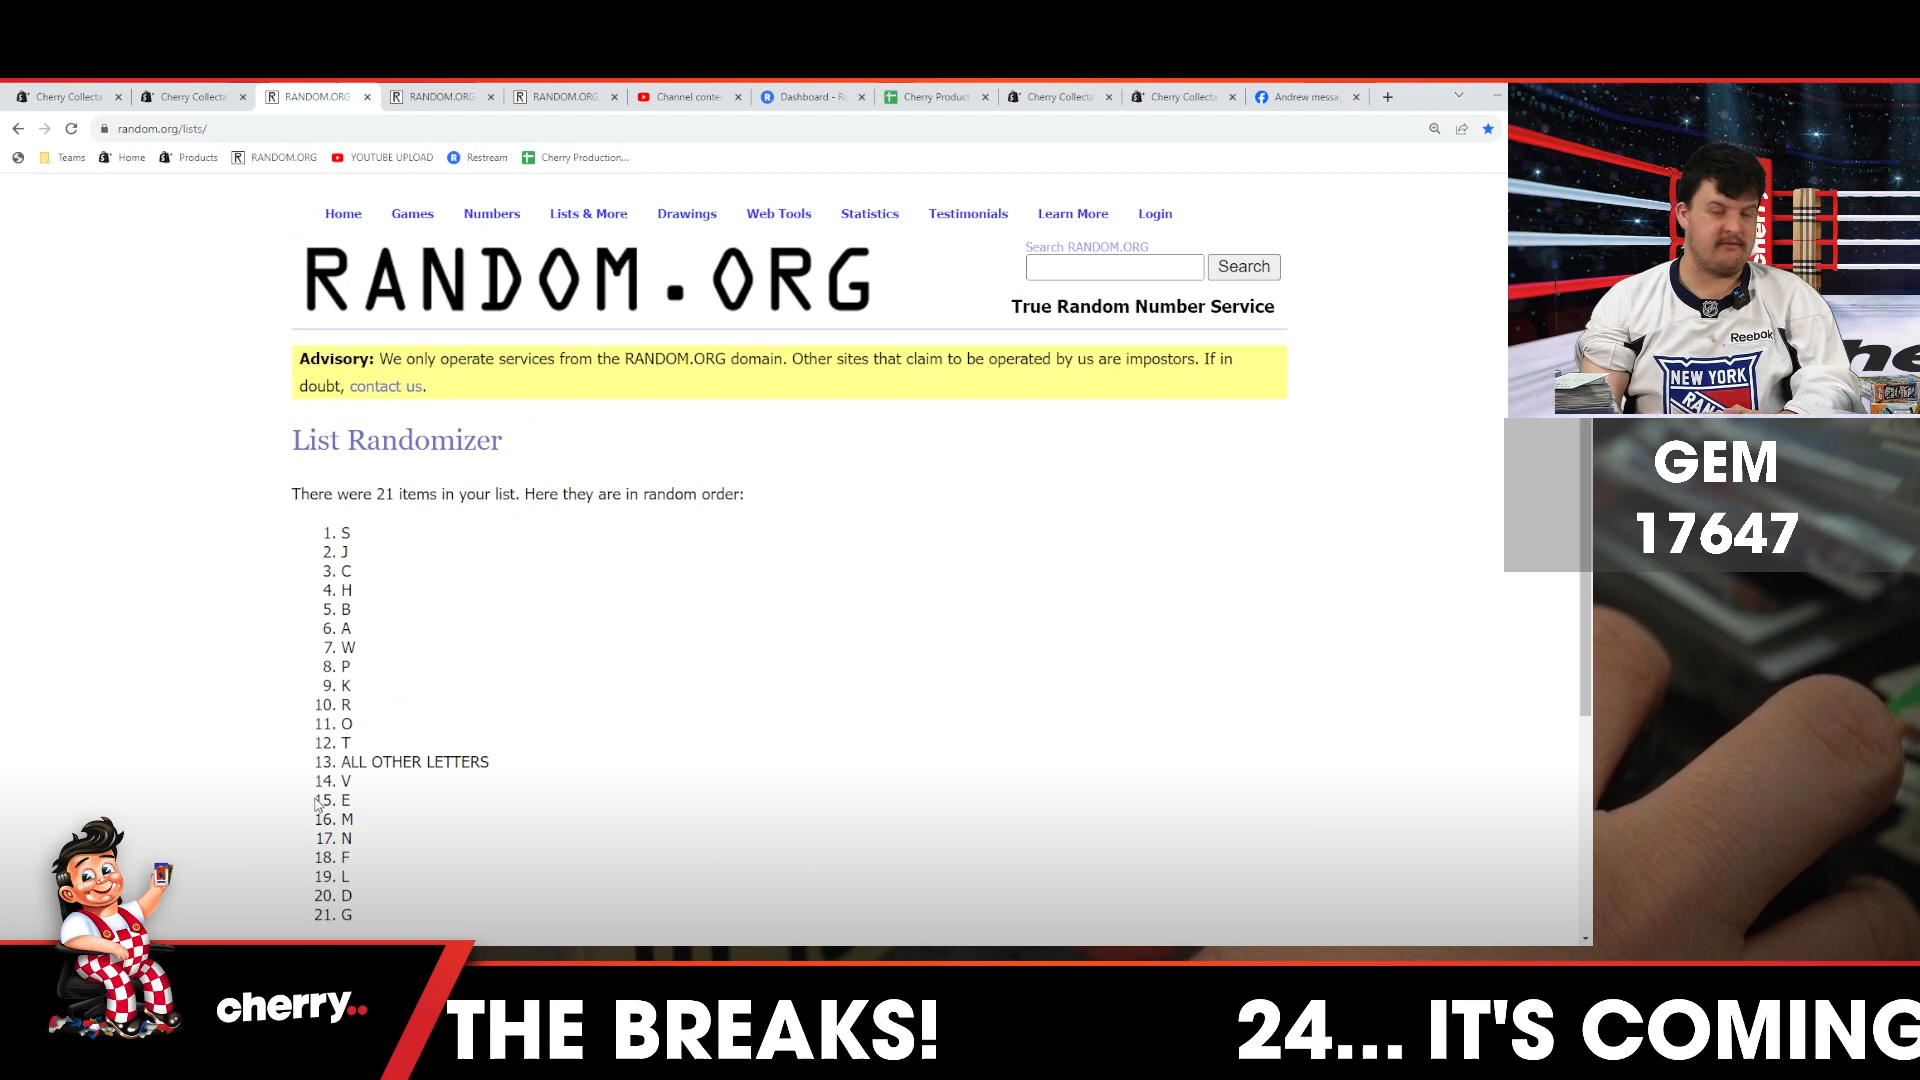 Cherry Collecta
Cherry Collecta
RANDOM.ORG
RANDOM.ORG
RANDOM.ORG
Channel conte
Dashboard - Re
Cherry Product
Cherry Collecta
Cherry Collecta
Andrew messa
random.org/lists/
Teams
Home
Products
RANDOM.ORG
YOUTUBE UPLOAD
Restream
Cherry Production...
Home Games Numbers Lists & More Drawings Web Tools Statistics Testimonials Learn More Login
RANDOM.ORG
Search RANDOM.ORG
Search
True Random Number Service
Advisory: We only operate services from the RANDOM.ORG domain. Other sites that claim to be operated by us are impostors. If in
doubt, contact us.
List Randomizer
There were 21 items in your list. Here they are in random order:
1. S
2. J
3. C
4. H
5. B
6. A
7. W
8. P
9. K
10. R
11. O
12. T
13. ALL OTHER LETTERS
14. V
15. E
16. M
17. N
18. F
19. L
20. D
21. G
Reebok
NEW YORK
RAN
GEM
17647
cherry..
THE BREAKS!
24... IT'S COMING